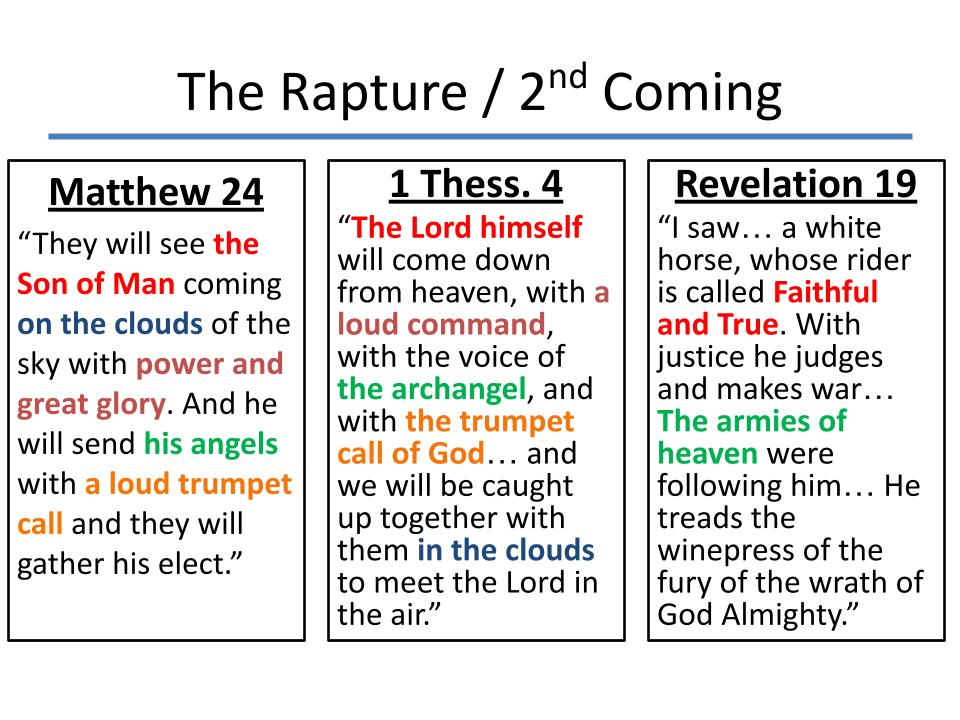 The Rapture / 2nd Coming
Matthew 24
“They will see the
Son of Man coming
on the clouds of the
sky with power and
great glory. And he
will send his angels
with a loud trumpet
call and they will
gather his elect.”
1 Thess. 4
“The Lord himself
will come down
from heaven, with a
loud command,
with the voice of
the archangel, and
with the trumpet
call of God… and
we will be caught
up together with
them in the clouds
to meet the Lord in
the air.”
Revelation 19
“I saw… a white
horse, whose rider
is called Faithful
and True. With
justice he judges
and makes war…
The armies of
heaven were
following him… He
treads the
winepress of the
fury of the wrath of
God Almighty.”